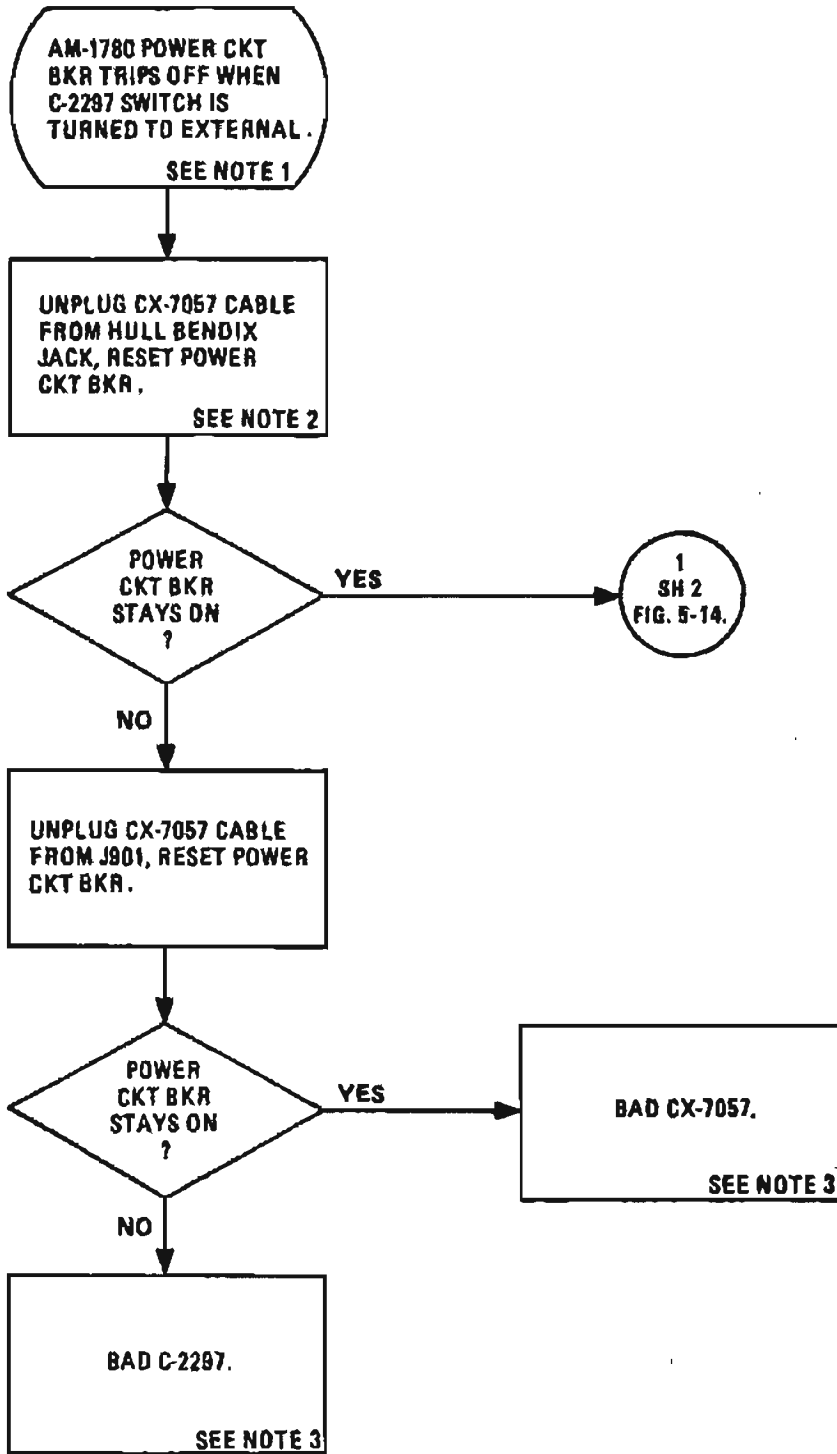 AM-1780 POWER CKT
BKR TRIPS OFF WHEN
C-2297 SWITCH IS
TURNED TO EXTERNAL.
SEE NOTE 1
UNPLUG CX-7057 CABLE
FROM HULL BENDIX
JACK, RESET POWER
CKT BKR.
SEE NOTE 2
POWER
CKT BKR
STAYS ON
?
YES
1
SH 2
FIG. 5-14.
NO
UNPLUG CX-7057 CABLE
FROM J901, RESET POWER
CKT BKR.
POWER
CKT BKR
STAYS ON
?
YES
BAD CX-7057.
SEE NOTE 3
NO
BAD C-2297.
SEE NOTE 3